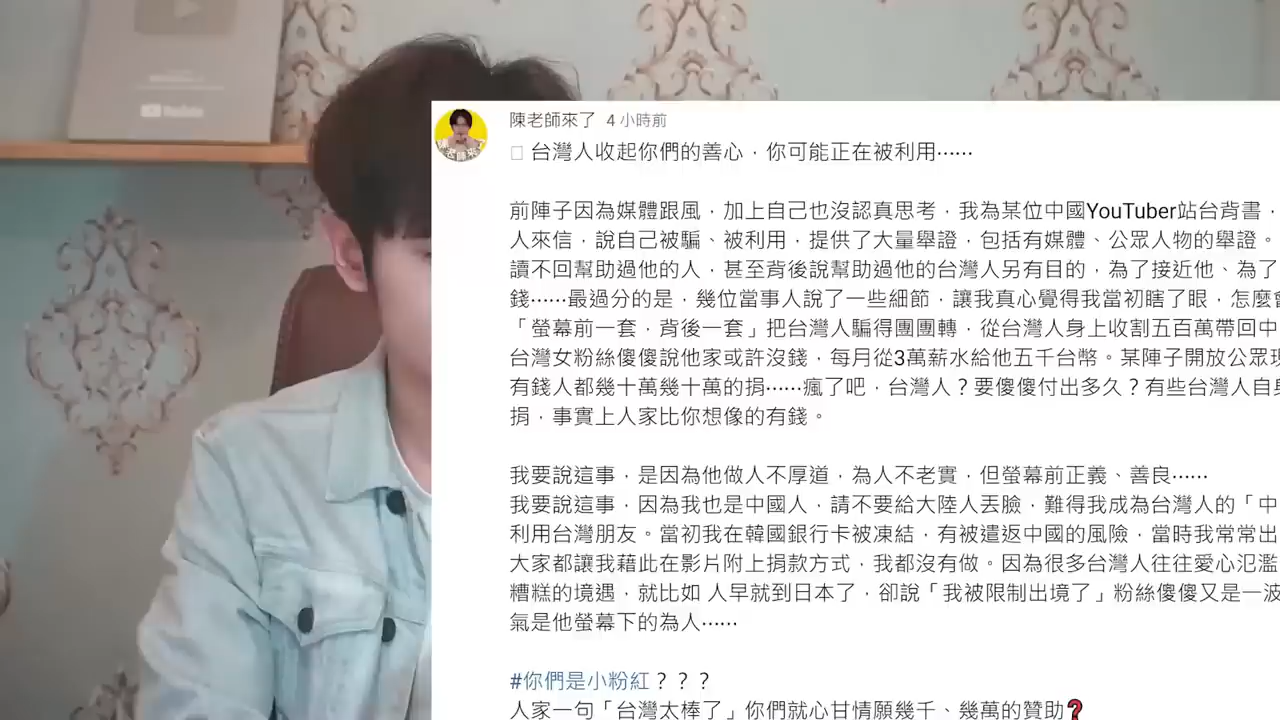 陳老師來了 4 小時前
台灣人收起你們的善心，你可能正在被利用⋯⋯
前陣子因為媒體跟風，加上自己也沒認真思考，我為某位中國YouTuber站台背書，
人來信，說自己被騙、被利用，提供了大量舉證，包括有媒體、公眾人物的舉證。
讀不回幫助過他的人，甚至背後說幫助過他的台灣人另有目的，為了接近他、為了
錢⋯⋯最過分的是，幾位當事人說了一些細節，讓我真心覺得我當初瞎了眼，怎麼會
「螢幕前一套，背後一套」把台灣人騙得團團轉，從台灣人身上收割五百萬帶回中
台灣女粉絲傻傻說他家或許沒錢，每月從3萬薪水給他五千台幣。某陣子開放公眾
有錢人都幾十萬幾十萬的捐⋯⋯瘋了吧，台灣人？要傻傻付出多久？有些台灣人自身
捐，事實上人家比你想像的有錢。
我要說這事，是因為他做人不厚道，為人不老實，但螢幕前正義、善良⋯⋯
我要說這事，因為我也是中國人，請不要給大陸人丟臉，難得我成為台灣人的「中
利用台灣朋友。當初我在韓國銀行卡被凍結，有被遣返中國的風險，當時我常常出
大家都讓我藉此在影片附上捐款方式，我都沒有做。因為很多台灣人往往愛心氾濫
糟糕的境遇，就比如 人早就到日本了，卻說「我被限制出境了」粉絲傻傻又是一波
氣是他螢幕下的為人⋯⋯
#你們是小粉紅？？？
人家一句「台灣太棒了」你們就心甘情願幾千、幾萬的贊助❓
YouTube